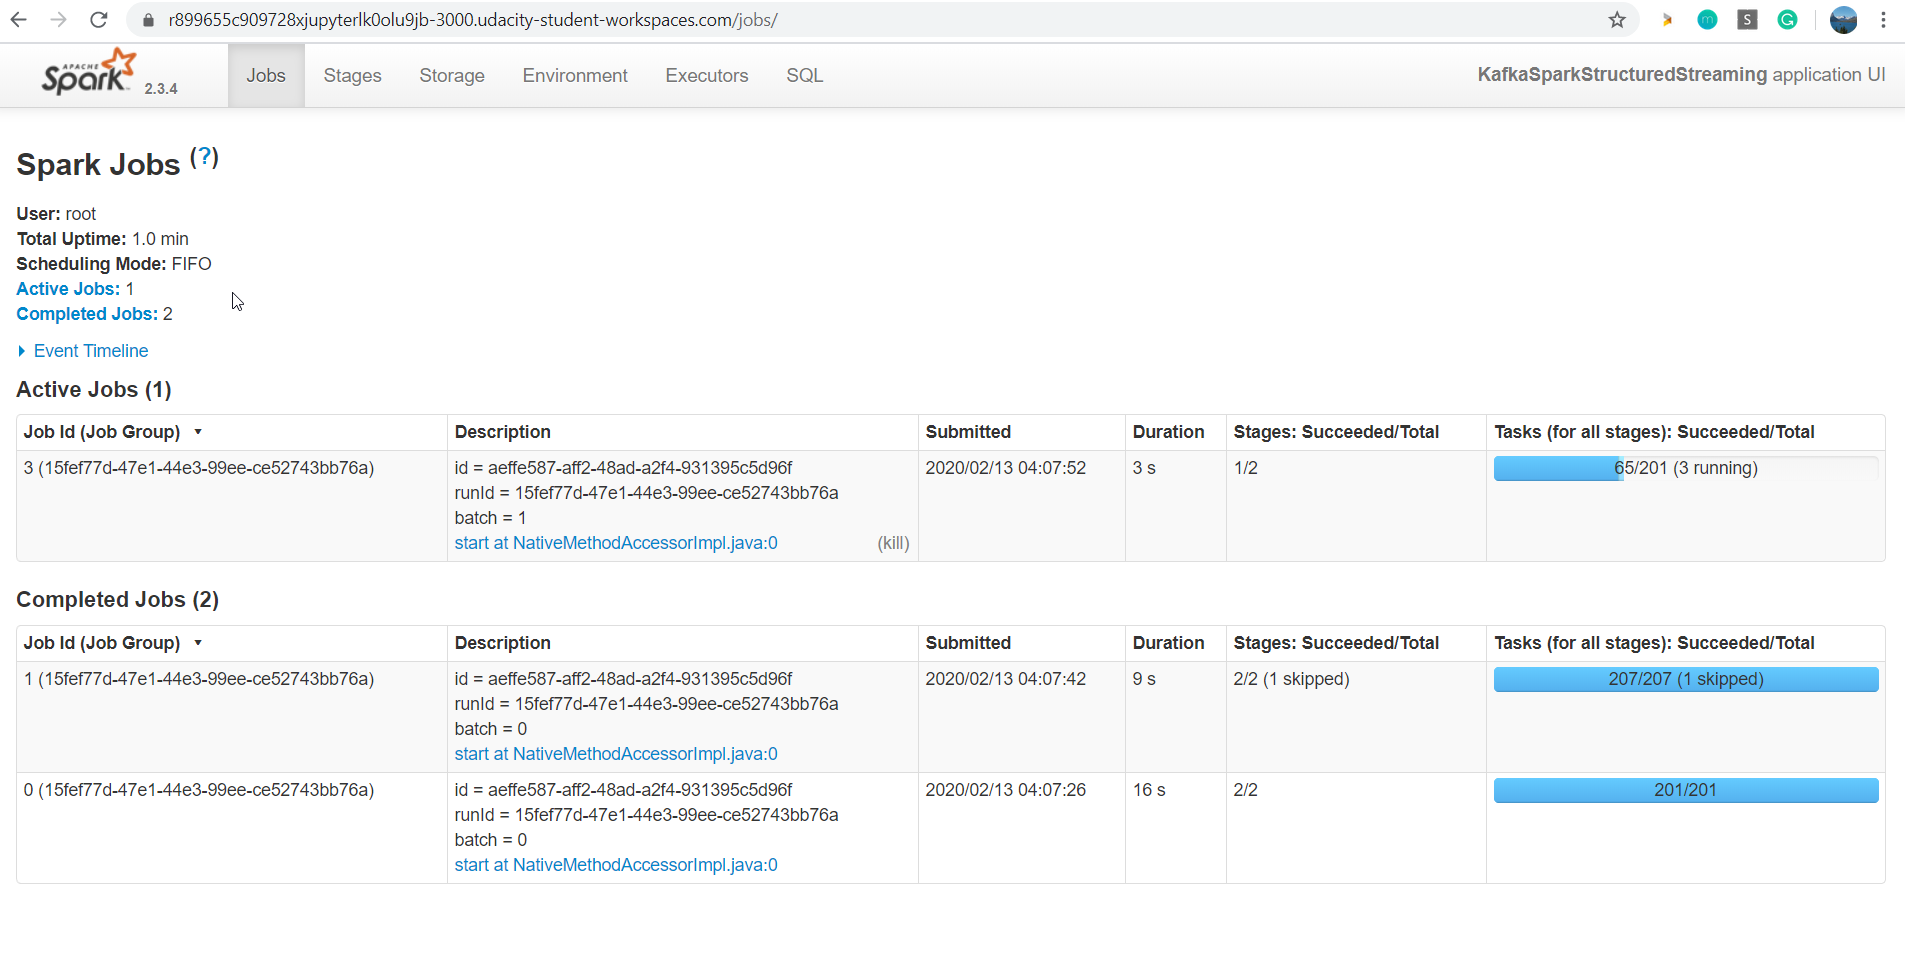 r899655c909728xjupyterlk0olu9jb-3000.udacity-student-workspaces.com/jobs/
APACHE
Spark 2.3.4
Jobs Stages Storage Environment Executors SQL KafkaSparkStructuredStreaming application UI
Spark Jobs (?)
User: root
Total Uptime: 1.0 min
Scheduling Mode: FIFO
Active Jobs: 1
Completed Jobs: 2
Event Timeline
Active Jobs (1)
Job Id (Job Group) Description Submitted Duration Stages: Succeeded/Total Tasks (for all stages): Succeeded/Total
3 (15fef77d-47e1-44e3-99ee-ce52743bb76a) id = aeffe587-aff2-48ad-a2f4-931395c5d96f 2020/02/13 04:07:52 3 s 1/2 65/201 (3 running)
runId = 15fef77d-47e1-44e3-99ee-ce52743bb76a
batch = 1
start at NativeMethodAccessorImpl.java:0 (kill)
Completed Jobs (2)
Job Id (Job Group) Description Submitted Duration Stages: Succeeded/Total Tasks (for all stages): Succeeded/Total
1 (15fef77d-47e1-44e3-99ee-ce52743bb76a) id = aeffe587-aff2-48ad-a2f4-931395c5d96f 2020/02/13 04:07:42 9 s 2/2 (1 skipped) 207/207 (1 skipped)
runId = 15fef77d-47e1-44e3-99ee-ce52743bb76a
batch = 0
start at NativeMethodAccessorImpl.java:0
0 (15fef77d-47e1-44e3-99ee-ce52743bb76a) id = aeffe587-aff2-48ad-a2f4-931395c5d96f 2020/02/13 04:07:26 16 s 2/2 201/201
runId = 15fef77d-47e1-44e3-99ee-ce52743bb76a
batch = 0
start at NativeMethodAccessorImpl.java:0